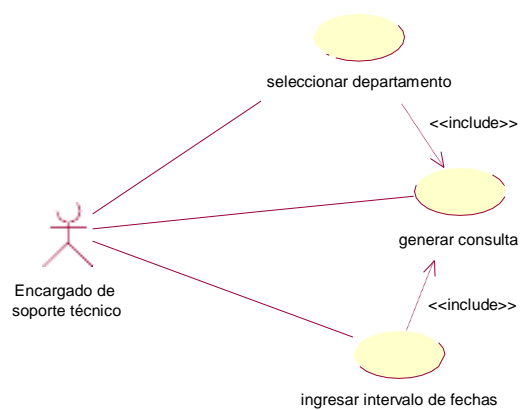 seleccionar departamento
<<include>>
generar consulta
Encargado de
soporte técnico
<<include>>
ingresar intervalo de fechas